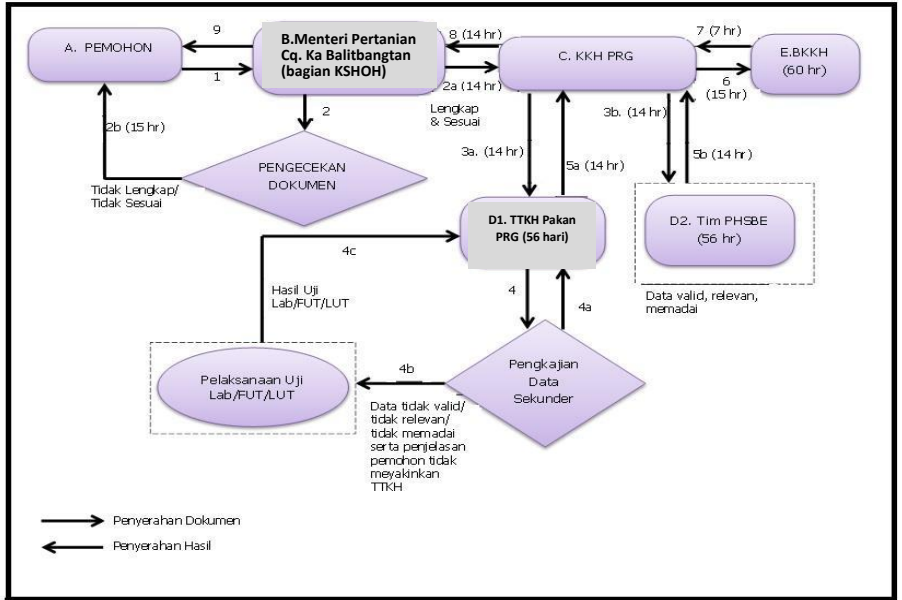 9
8 (14 hr)
7 (7 hr)
A. PEMOHON
B.Menteri Pertanian
Cq. Ka Balitbangtan
(bagian KSHOH)
C. KKH PRG
E.BKKH
(60 hr)
1
2a (14 hr)
Lengkap
& Sesuai
6
(15 hr)
2b (15 hr)
2
3a. (14 hr)
5a (14 hr)
3b. (14 hr)
5b (14 hr)
PENGECEKAN
DOKUMEN
Tidak Lengkap/
Tidak Sesuai
D1. TTKH Pakan
PRG (56 hari)
D2. Tim PHSBE
(56 hr)
4c
Hasil Uji
Lab/FUT/LUT
4
4a
Data valid, relevan,
memadai
Pelaksanaan Uji
Lab/FUT/LUT
4b
Pengkajian
Data
Sekunder
Data tidak valid/
tidak relevan/
tidak memadai
serta penjelasan
pemohon tidak
meyakinkan
TTKH
Penyerahan Dokumen
Penyerahan Hasil